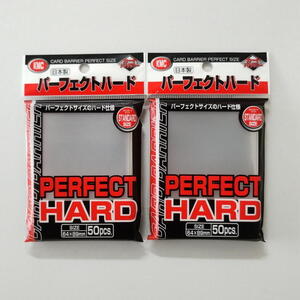 KMC
CARD BARRIER PERFECT SIZE
日本製
パーフェクトハード
パーフェクトサイズのハード仕様
STANDARD SIZE
PERFECT
HARD
SIZE
64×89mm
50pcs.
KMC
CARD BARRIER PERFECT SIZE
日本製
パーフェクトハード
パーフェクトサイズのハード仕様
STANDARD SIZE
PERFECT
HARD
SIZE
64×89mm
50pcs.